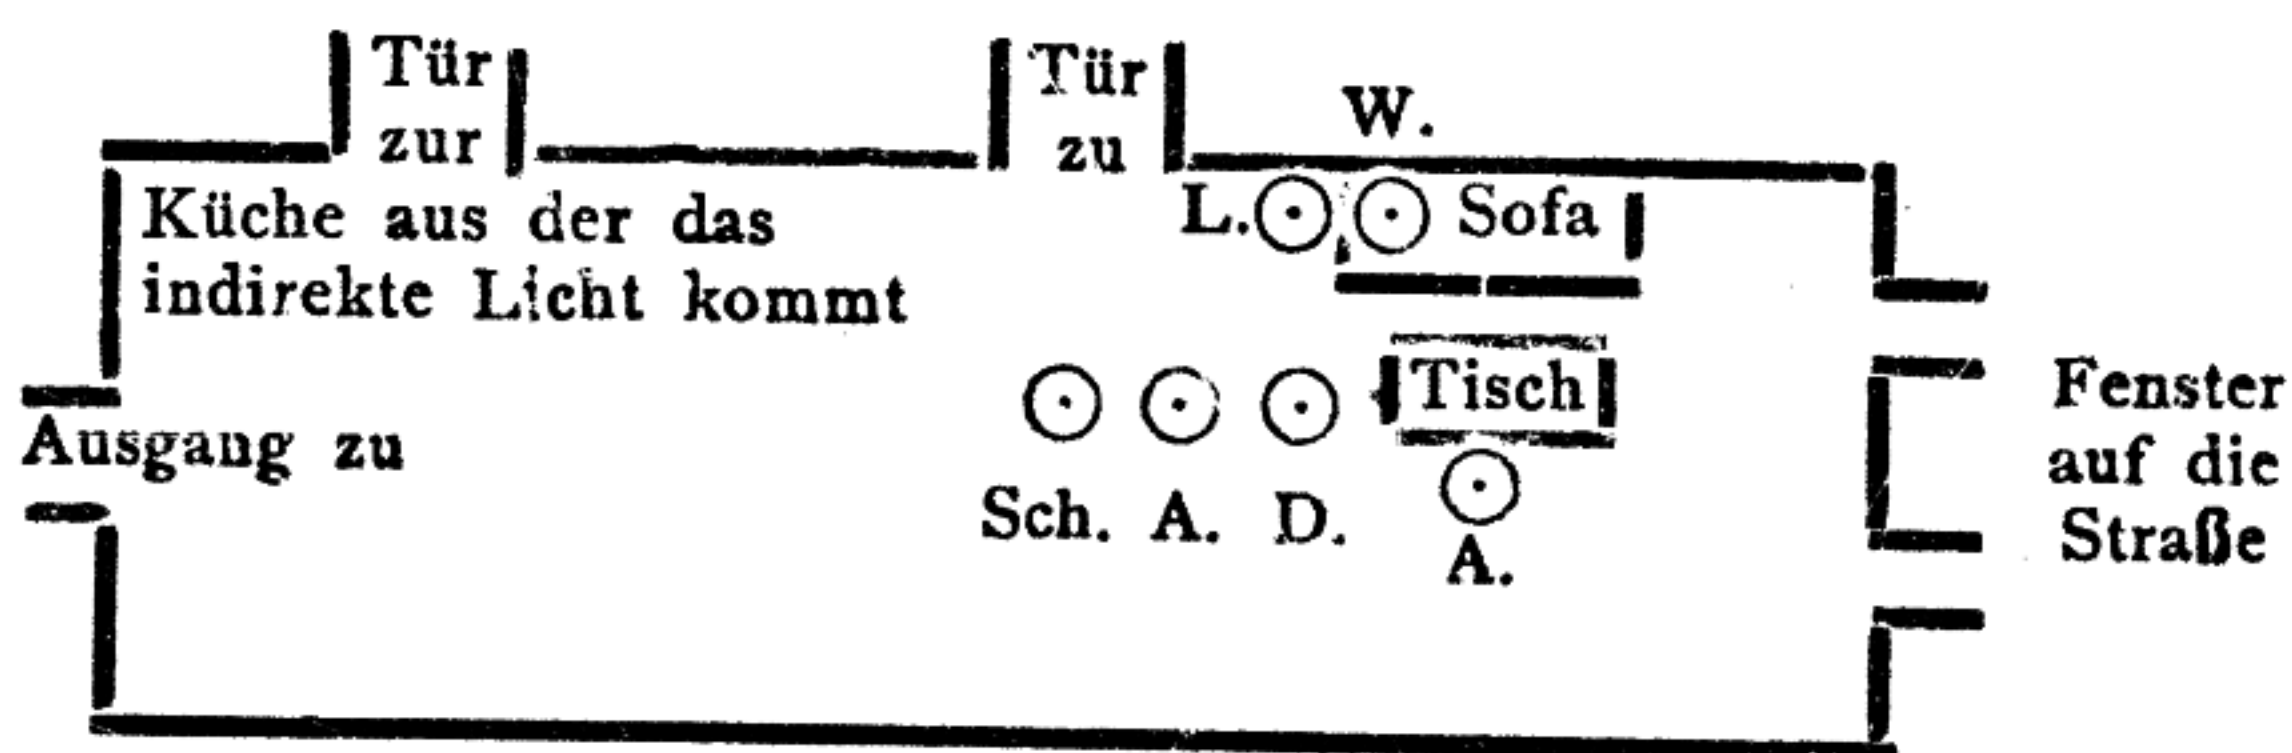 Tür
zur
Küche aus der das
indirekte Licht kommt
Tür
zu
W.
L.
Sofa
Tisch
Sch. A. D.
A.
Ausgang zu
Fenster
auf die
Straße